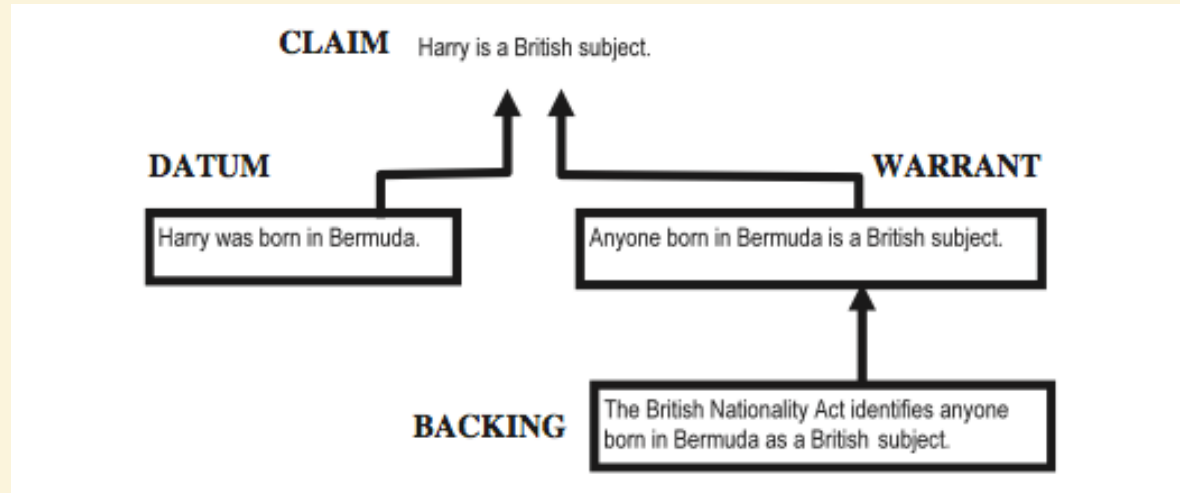 CLAIM Harry is a British subject.
DATUM
WARRANT
Harry was born in Bermuda.
Anyone born in Bermuda is a British subject.
BACKING
The British Nationality Act identifies anyone
born in Bermuda as a British subject.